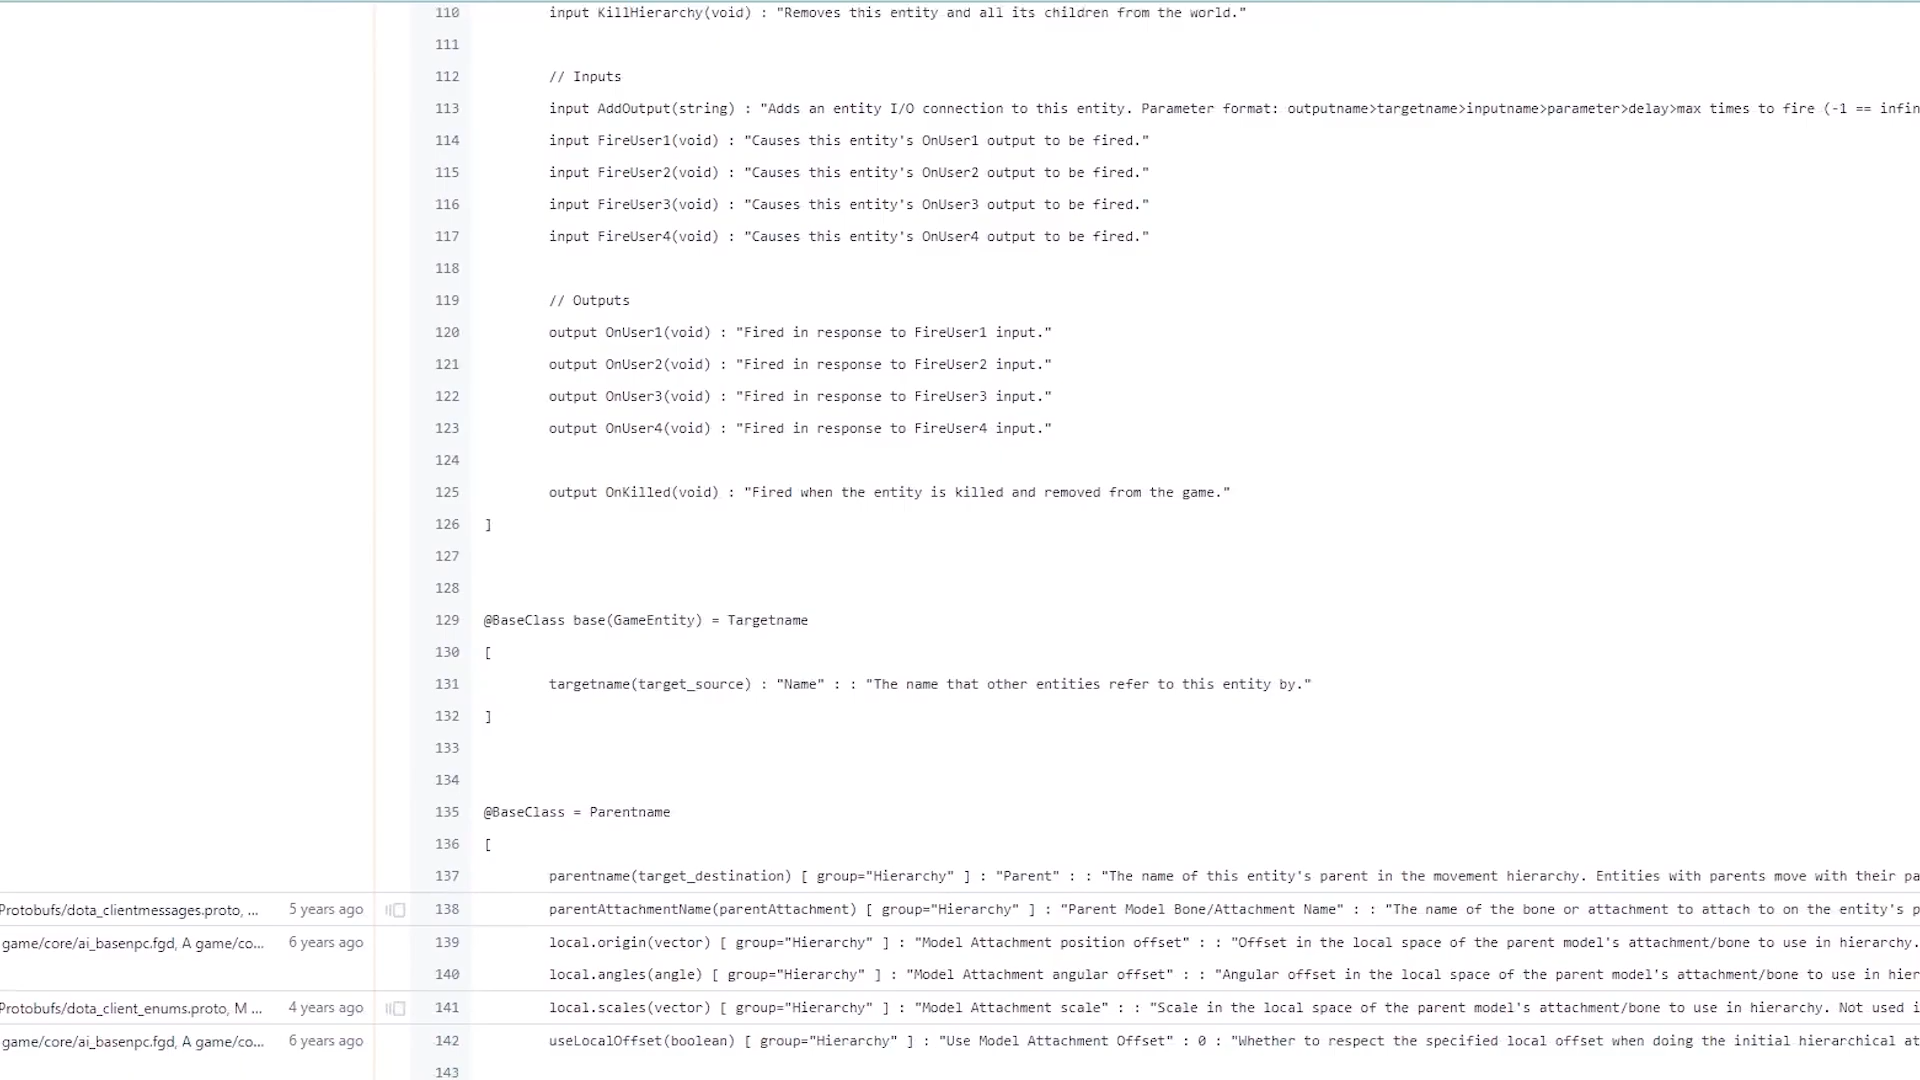 110 input KillHierarchy(void) : "Removes this entity and all its children from the world."
111
112 // Inputs
113 input AddOutput(string) : "Adds an entity I/O connection to this entity. Parameter format: outputname>targetname>inputname>parameter>delay>max times to fire (-1 == infin
114 input FireUser1(void) : "Causes this entity's OnUser1 output to be fired."
115 input FireUser2(void) : "Causes this entity's OnUser2 output to be fired."
116 input FireUser3(void) : "Causes this entity's OnUser3 output to be fired."
117 input FireUser4(void) : "Causes this entity's OnUser4 output to be fired."
118
119 // Outputs
120 output OnUser1(void) : "Fired in response to FireUser1 input."
121 output OnUser2(void) : "Fired in response to FireUser2 input."
122 output OnUser3(void) : "Fired in response to FireUser3 input."
123 output OnUser4(void) : "Fired in response to FireUser4 input."
124
125 output OnKilled(void) : "Fired when the entity is killed and removed from the game."
126 ]
127
128
129 @BaseClass base(GameEntity) = Targetname
130 [
131 targetname(target_source) : "Name" : : "The name that other entities refer to this entity by."
132 ]
133
134
135 @BaseClass = Parentname
136 [
137 parentname(target_destination) [ group="Hierarchy" ] : "Parent" : : "The name of this entity's parent in the movement hierarchy. Entities with parents move with their pa
Protobufs/dota_clientmessages.proto, ... 5 years ago 138 parentAttachmentName(parentAttachment) [ group="Hierarchy" ] : "Parent Model Bone/Attachment Name" : : "The name of the bone or attachment to attach to on the entity's p
game/core/ai_basenpc.fgd, A game/co... 6 years ago 139 local.origin(vector) [ group="Hierarchy" ] : "Model Attachment position offset" : : "Offset in the local space of the parent model's attachment/bone to use in hierarchy.
140 local.angles(angle) [ group="Hierarchy" ] : "Model Attachment angular offset" : : "Angular offset in the local space of the parent model's attachment/bone to use in hier
Protobufs/dota_client_enums.proto, M ... 4 years ago 141 local.scales(vector) [ group="Hierarchy" ] : "Model Attachment scale" : : "Scale in the local space of the parent model's attachment/bone to use in hierarchy. Not used i
game/core/ai_basenpc.fgd, A game/co... 6 years ago 142 useLocalOffset(boolean) [ group="Hierarchy" ] : "Use Model Attachment Offset" : 0 : "Whether to respect the specified local offset when doing the initial hierarchical at
143